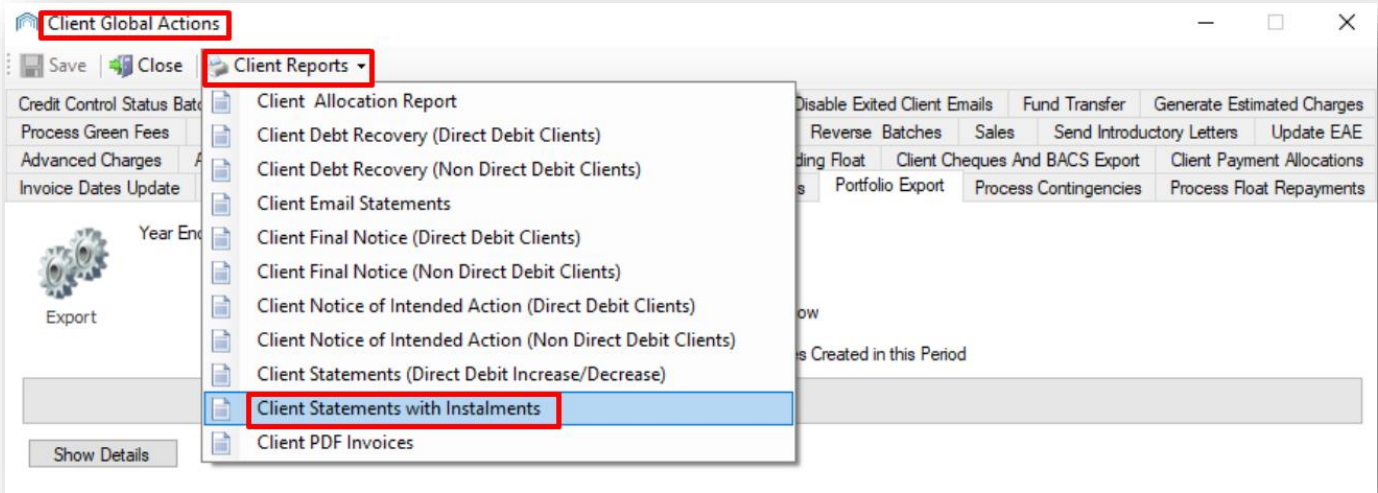 Client Global Actions
Save Close Client Reports
Credit Control Status Disable Exited Client Emails Fund Transfer Generate Estimated Charges
Process Green Fees Reverse Batches Sales Send Introductory Letters Update EAE
Advanced Charges Float Client Cheques And BACS Export Client Payment Allocations
Invoice Dates Update Portfolio Export Process Contingencies Process Float Repayments
Client Allocation Report
Client Debt Recovery (Direct Debit Clients)
Client Debt Recovery (Non Direct Debit Clients)
Client Email Statements
Client Final Notice (Direct Debit Clients)
Client Final Notice (Non Direct Debit Clients)
Client Notice of Intended Action (Direct Debit Clients)
Client Notice of Intended Action (Non Direct Debit Clients)
Client Statements (Direct Debit Increase/Decrease)
Client Statements with Instalments
Client PDF Invoices
Year
Export
Created in this Period
Show Details